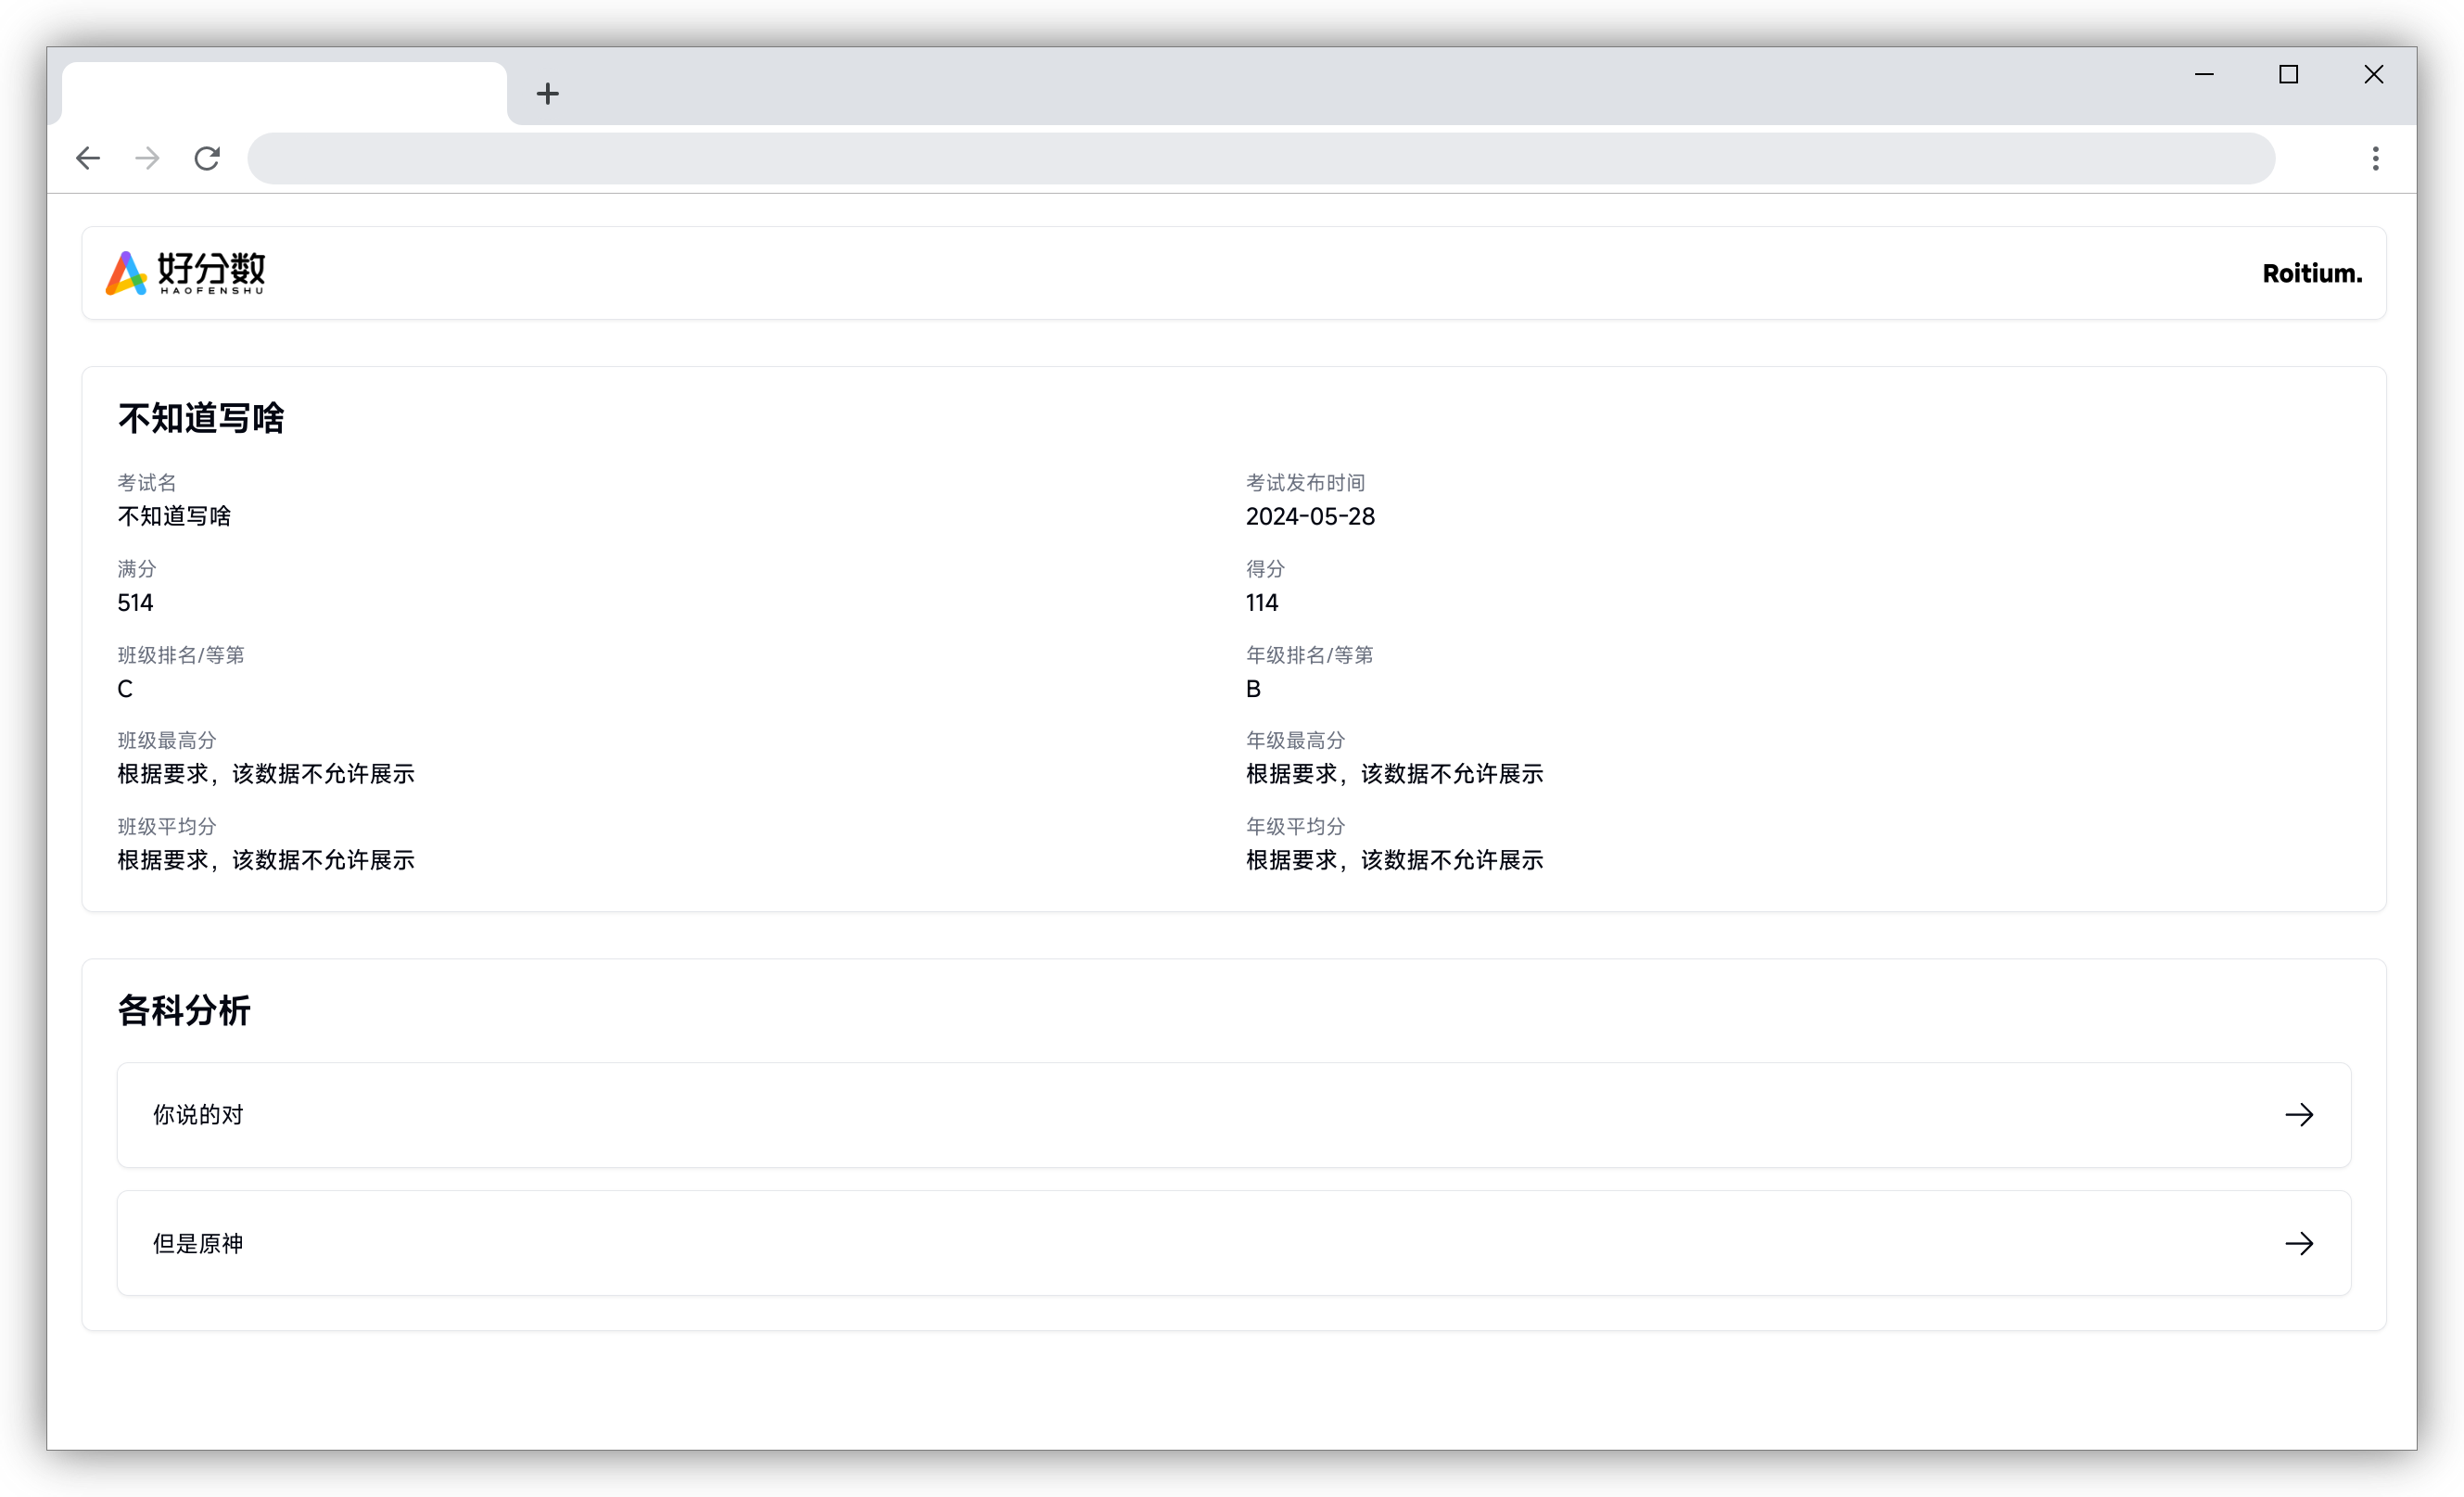 好分数
HAOFENSHU
Roitium.
不知道写啥
考试名
不知道写啥
考试发布时间
2024-05-28
满分
514
得分
114
班级排名/等第
C
年级排名/等第
B
班级最高分
根据要求，该数据不允许展示
年级最高分
根据要求，该数据不允许展示
班级平均分
根据要求，该数据不允许展示
年级平均分
根据要求，该数据不允许展示
各科分析
你说的对
但是原神